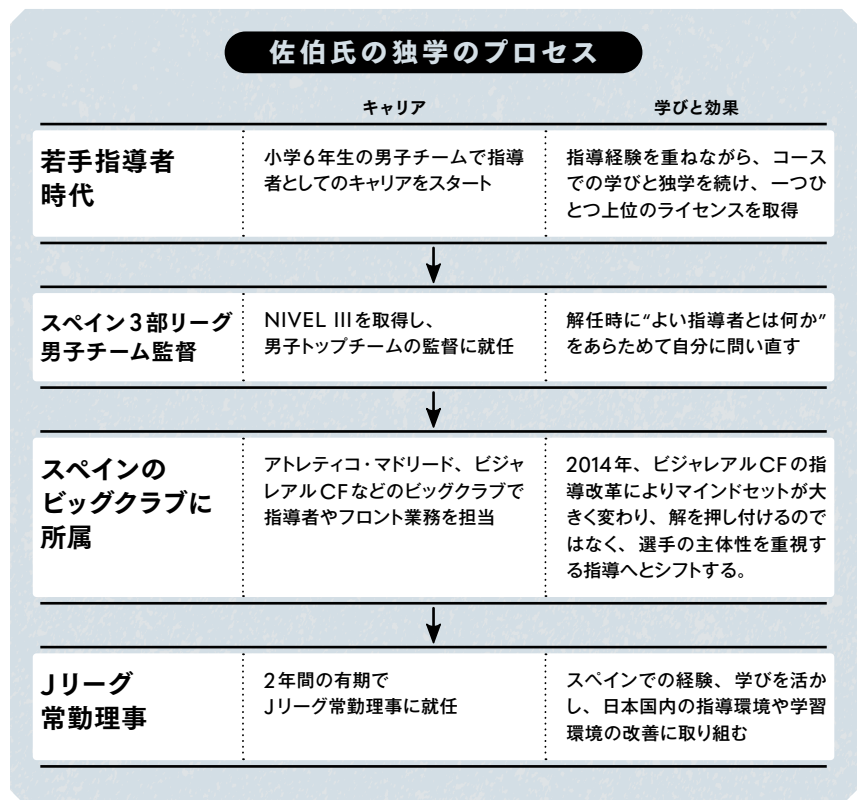 佐伯氏の独学のプロセス
キャリア
学びと効果
若手指導者
時代
小学6年生の男子チームで指導
者としてのキャリアをスタート
指導経験を重ねながら、コース
での学びと独学を続け、一つひ
とつ上位のライセンスを取得
スペイン3部リーグ
男子チーム監督
NIVEL IIIを取得し、
男子トップチームの監督に就任
解任時に“よい指導者とは何か”
をあらためて自分に問い直す
スペインの
ビッグクラブに
所属
アトレティコ・マドリード、ビジャ
レアルCFなどのビッグクラブで
指導者やフロント業務を担当
2014年、ビジャレアルCFの指
導改革によりマインドセットが大
きく変わり、解を押し付けるので
はなく、選手の主体性を重視す
る指導へとシフトする。
Jリーグ
常勤理事
2年間の有期で
Jリーグ常勤理事に就任
スペインでの経験、学びを活か
し、日本国内の指導環境や学習
環境の改善に取り組む